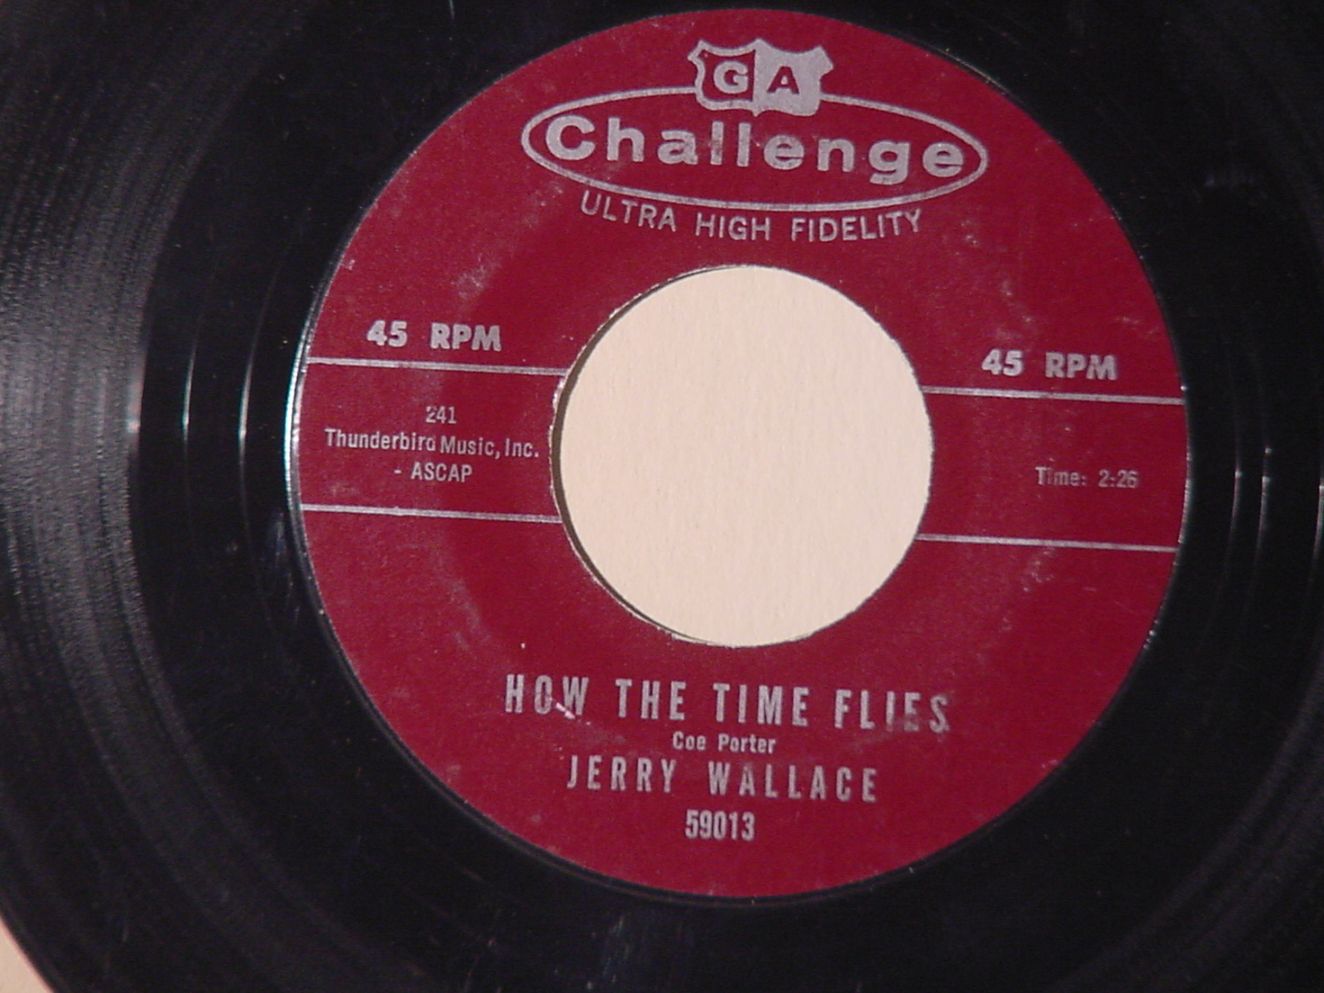 GA
Challenge
ULTRA HIGH FIDELITY
45 RPM
45 RPM
241
Thunderbird Music, Inc.
- ASCAP
Time: 2:26
HOW THE TIME FLIES
Coe Porter
JERRY WALLACE
59013